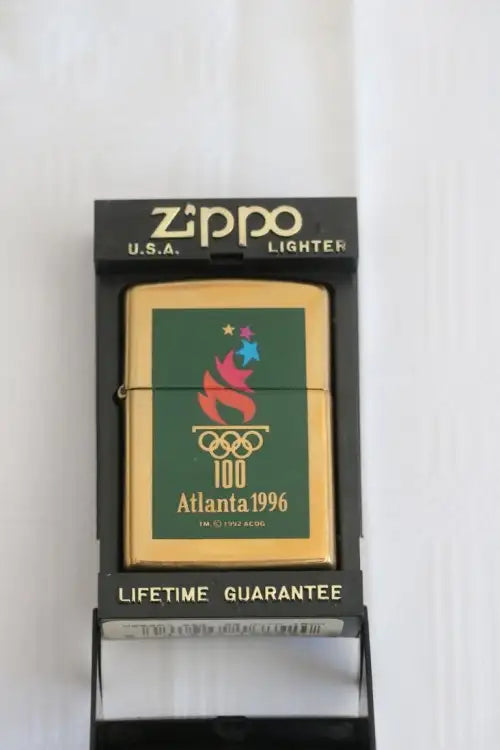 Zippo
U.S.A. LIGHTER
100
Atlanta 1996
TM, © 1992 ACOG
LIFETIME GUARANTEE